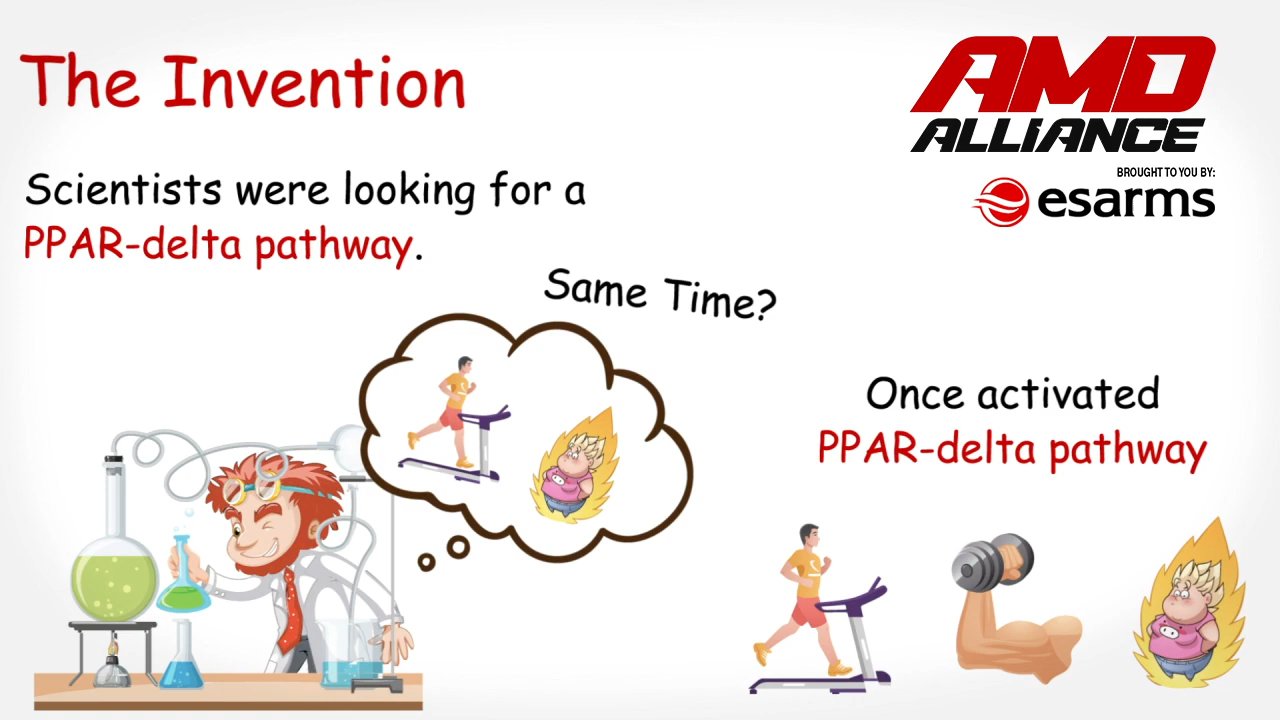 The Invention
AMD
ALLIANCE
BROUGHT TO YOU BY:
esarms
Scientists were looking for a
PPAR-delta pathway.
Same Time?
Once activated
PPAR-delta pathway